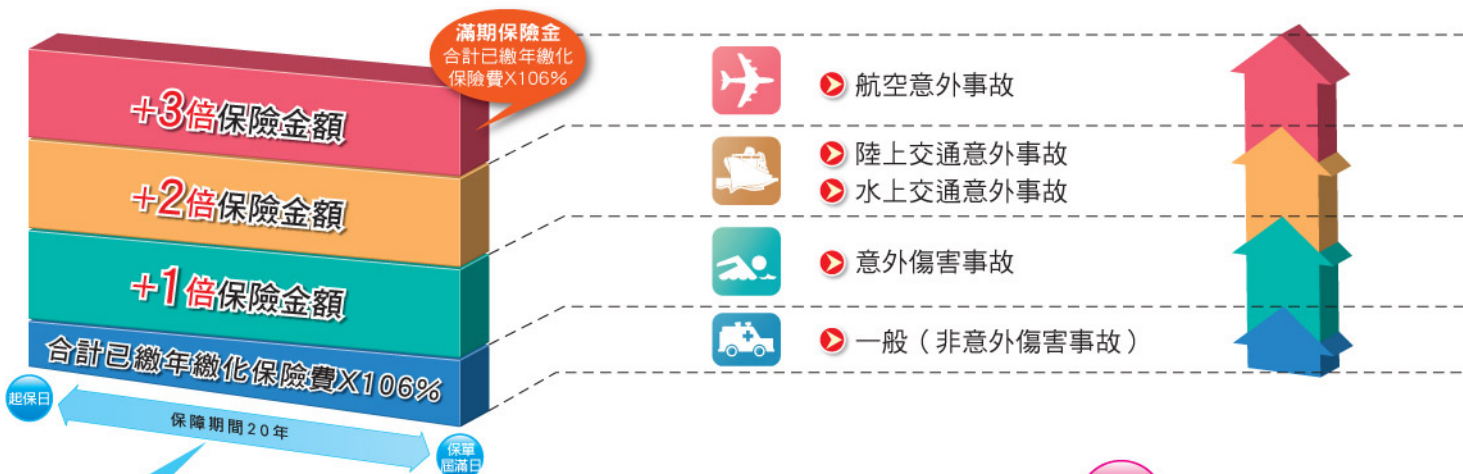 滿期保險金
合計已繳年繳化
保險費X106%
+3倍保險金額
+2倍保險金額
+1倍保險金額
合計已繳年繳化保險費X106%
起保日
保障期間20年
保單
屆滿日
航空意外事故
陸上交通意外事故
水上交通意外事故
意外傷害事故
一般(非意外傷害事故)